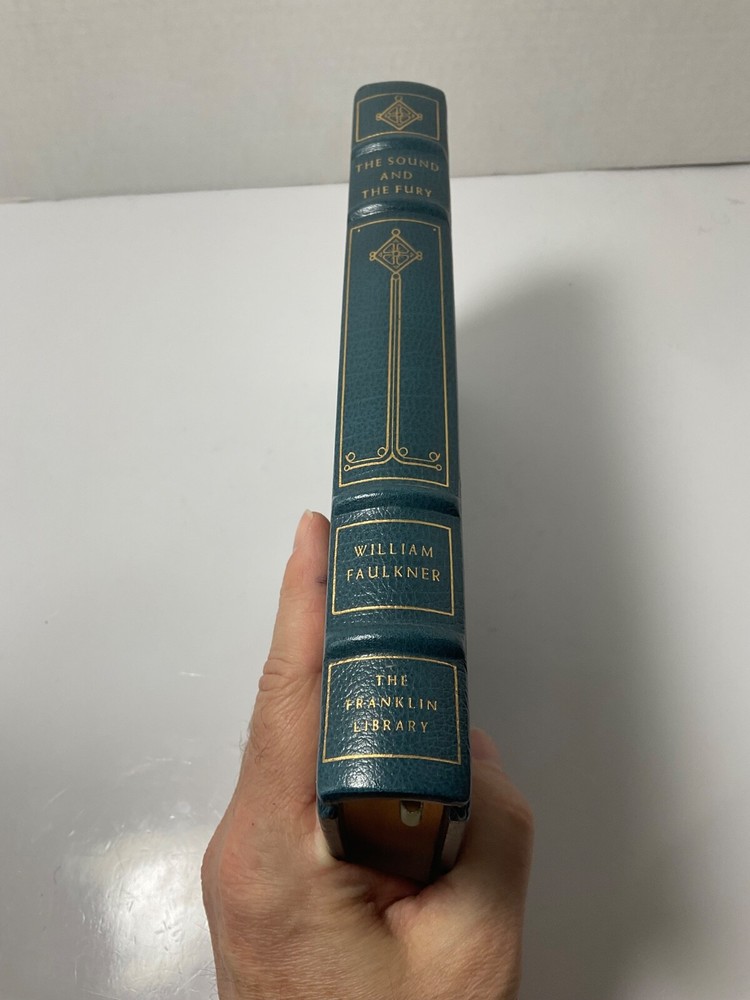 THE SOUND
AND
THE FURY
WILLIAM
FAULKNER
THE
FRANKLIN
LIBRARY